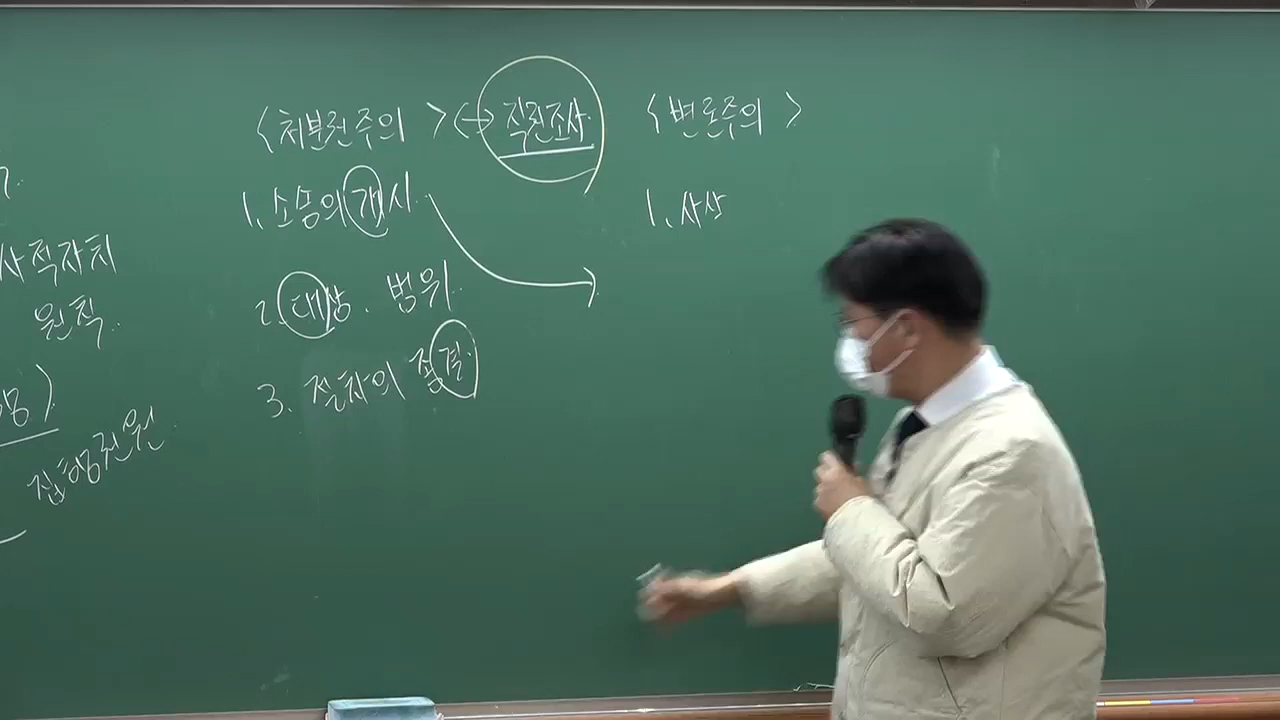 <처분권주의> ↔ 직권조사 <변론주의>
1. 소송의 개시
2. 대상. 범위.
3. 절차의 종결.
1. 사상
사적자치
원칙.
집행권원.